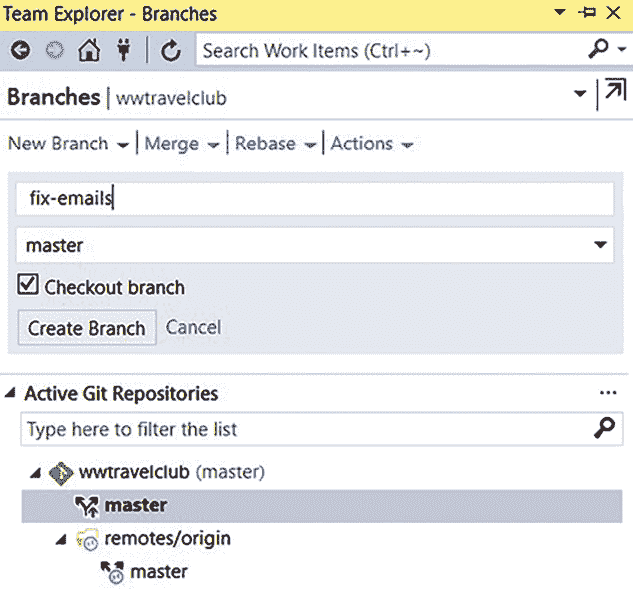 Team Explorer - Branches
Search Work Items (Ctrl+~)
Branches | wwtravelclub
New Branch | Merge | Rebase | Actions
fix-emails
master
Checkout branch
Create Branch Cancel
Active Git Repositories ...
Type here to filter the list
wwtravelclub (master)
master
remotes/origin
master